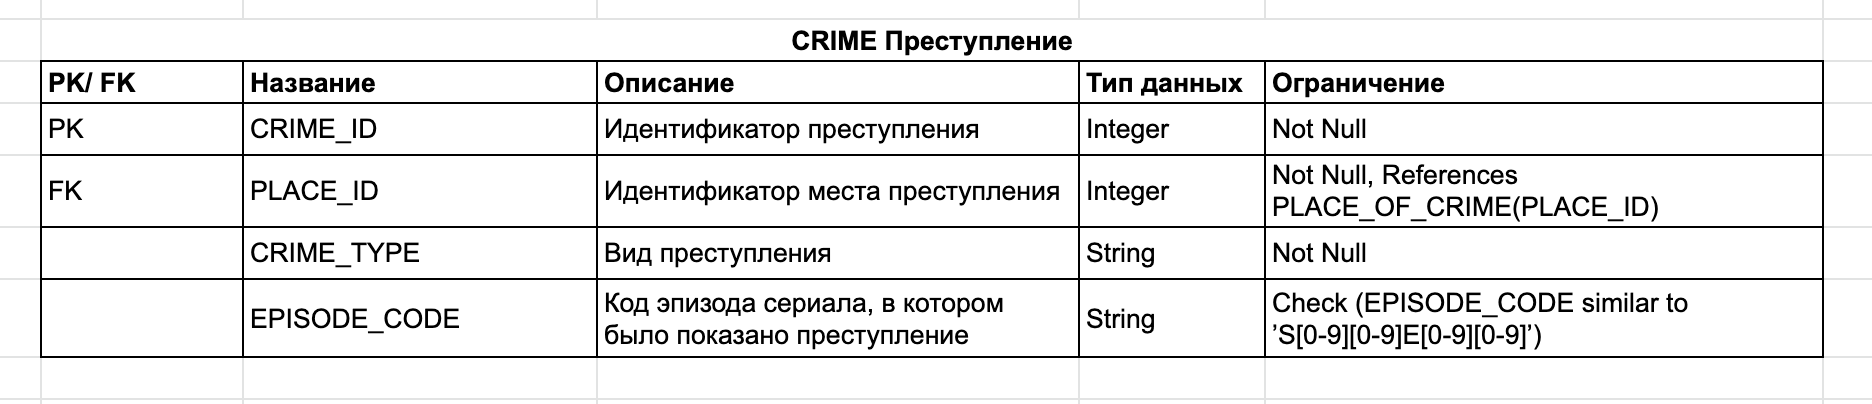 CRIME Преступление
PK/ FK Название Описание Тип данных Ограничение
PK CRIME_ID Идентификатор преступления Integer Not Null
FK PLACE_ID Идентификатор места преступления Integer Not Null, References
PLACE_OF_CRIME(PLACE_ID)
CRIME_TYPE Вид преступления String Not Null
EPISODE_CODE Код эпизода сериала, в котором
было показано преступление String Check (EPISODE_CODE similar to
’S[0-9][0-9]E[0-9][0-9]’)